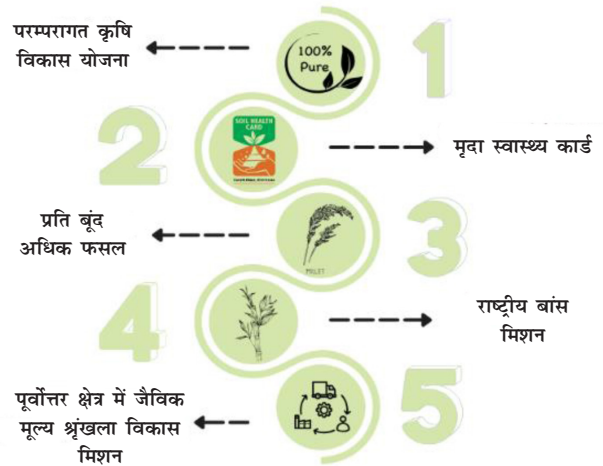 परम्परागत कृषि
विकास योजना
100%
Pure
1
2
SOIL HEALTH
CARD
मृदा स्वास्थ्य कार्ड
प्रति बूंद
अधिक फसल
MILLET
3
4
राष्ट्रीय बांस
मिशन
पूर्वोत्तर क्षेत्र में जैविक
मूल्य श्रृंखला विकास
मिशन
5